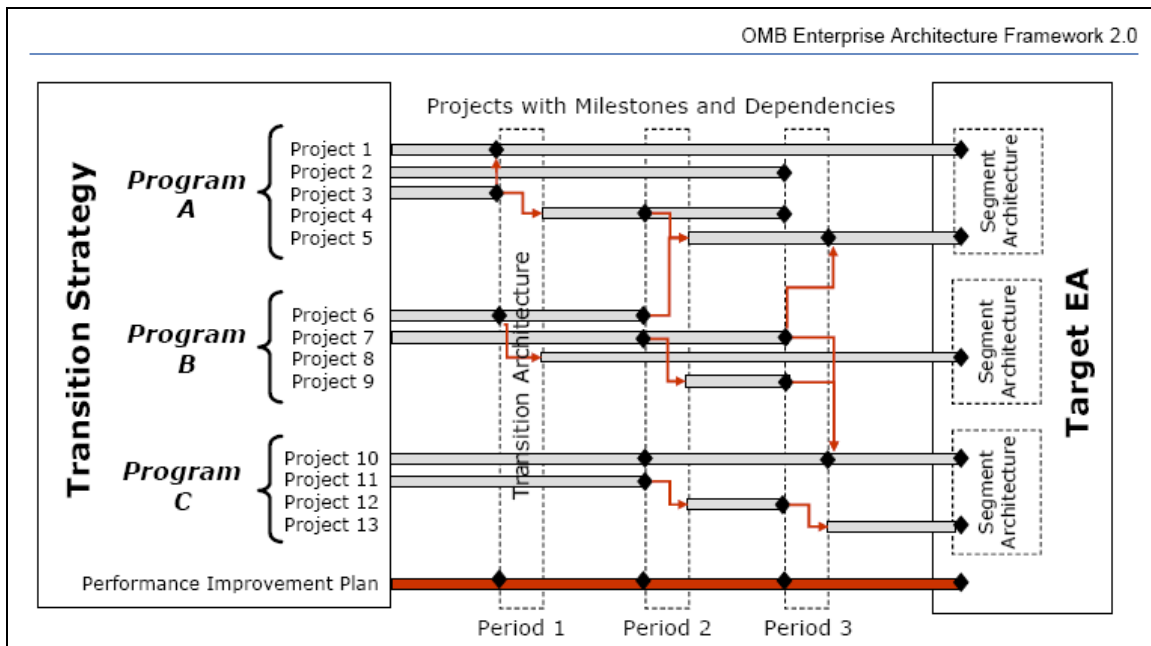 OMB Enterprise Architecture Framework 2.0
Projects with Milestones and Dependencies
Transition Strategy
Program
A
Project 1
Project 2
Project 3
Project 4
Project 5
Program
B
Project 6
Project 7
Project 8
Project 9
Program
C
Project 10
Project 11
Project 12
Project 13
Performance Improvement Plan
Transition Architecture
Period 1
Period 2
Period 3
Segment
Architecture
Segment
Architecture
Segment
Architecture
Target EA